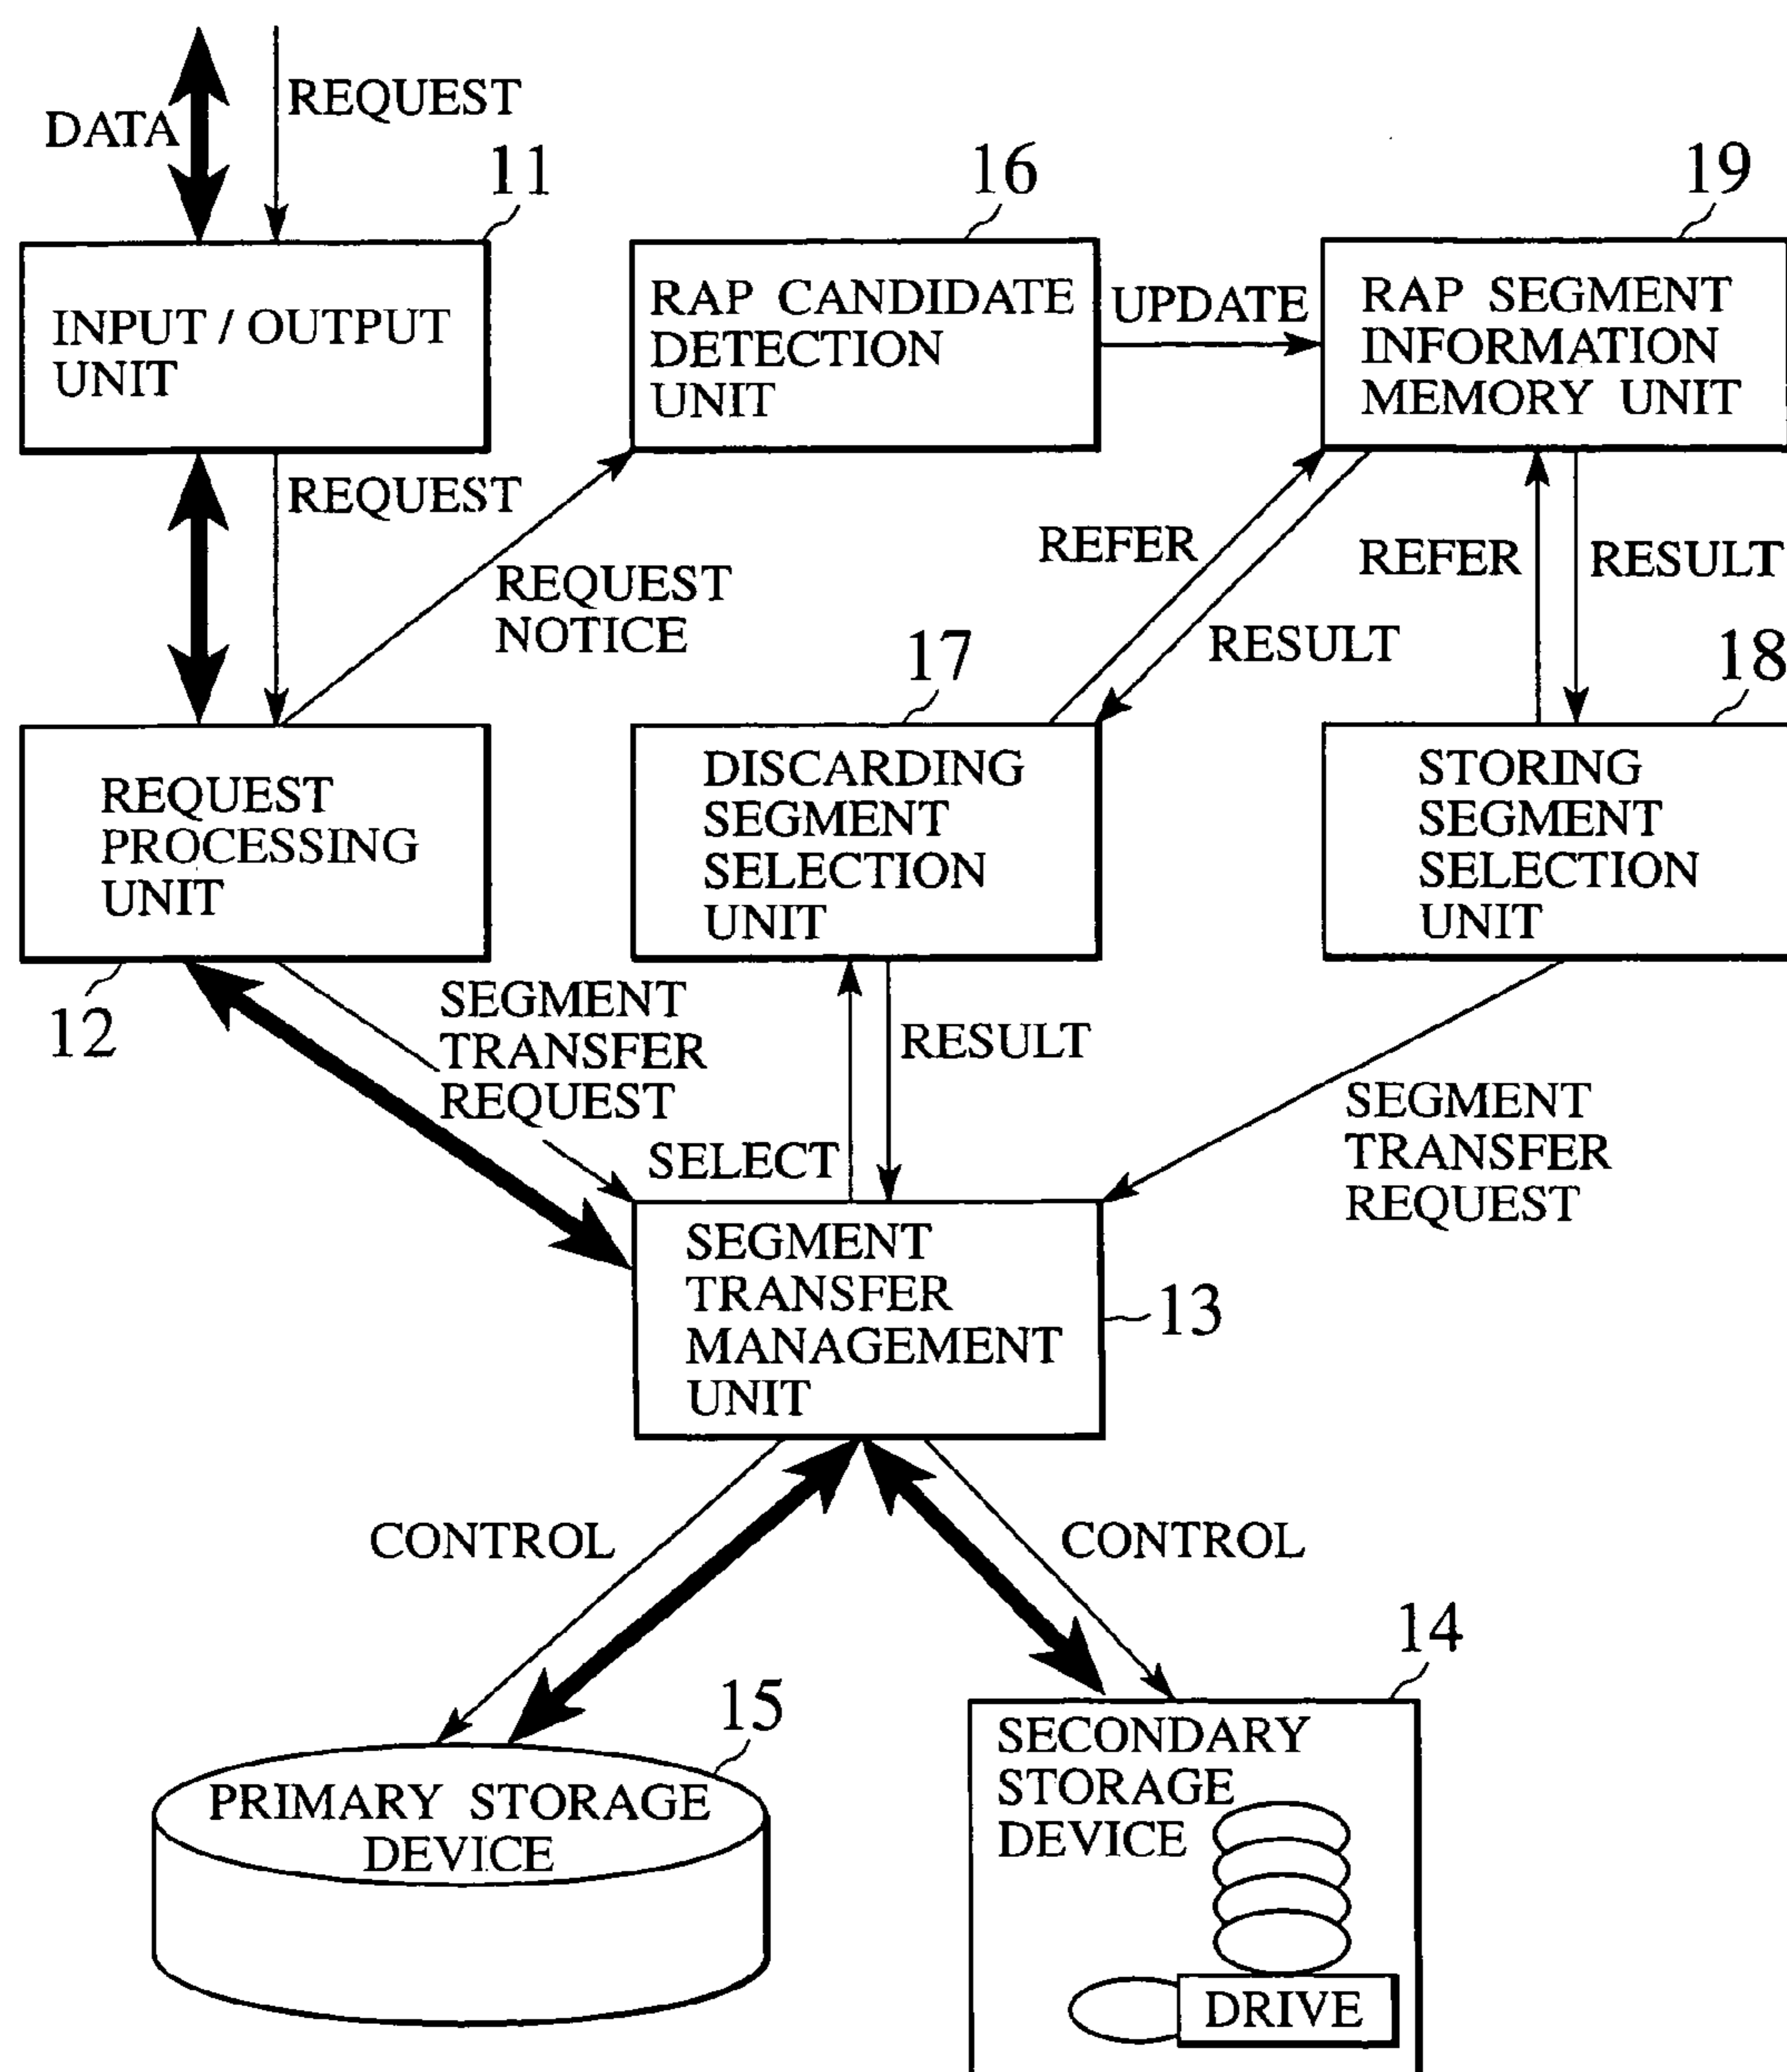 REQUEST
DATA
11
16
19
INPUT / OUTPUT
UNIT
RAP CANDIDATE
DETECTION
UNIT
UPDATE
RAP SEGMENT
INFORMATION
MEMORY UNIT
REQUEST
REQUEST
NOTICE
REFER
RESULT
REFER
RESULT
17
18
REQUEST
PROCESSING
UNIT
DISCARDING
SEGMENT
SELECTION
UNIT
STORING
SEGMENT
SELECTION
UNIT
12
SEGMENT
TRANSFER
REQUEST
SELECT
RESULT
SEGMENT
TRANSFER
REQUEST
SEGMENT
TRANSFER
MANAGEMENT
UNIT
13
CONTROL
CONTROL
15
14
PRIMARY STORAGE
DEVICE
SECONDARY
STORAGE
DEVICE
DRIVE